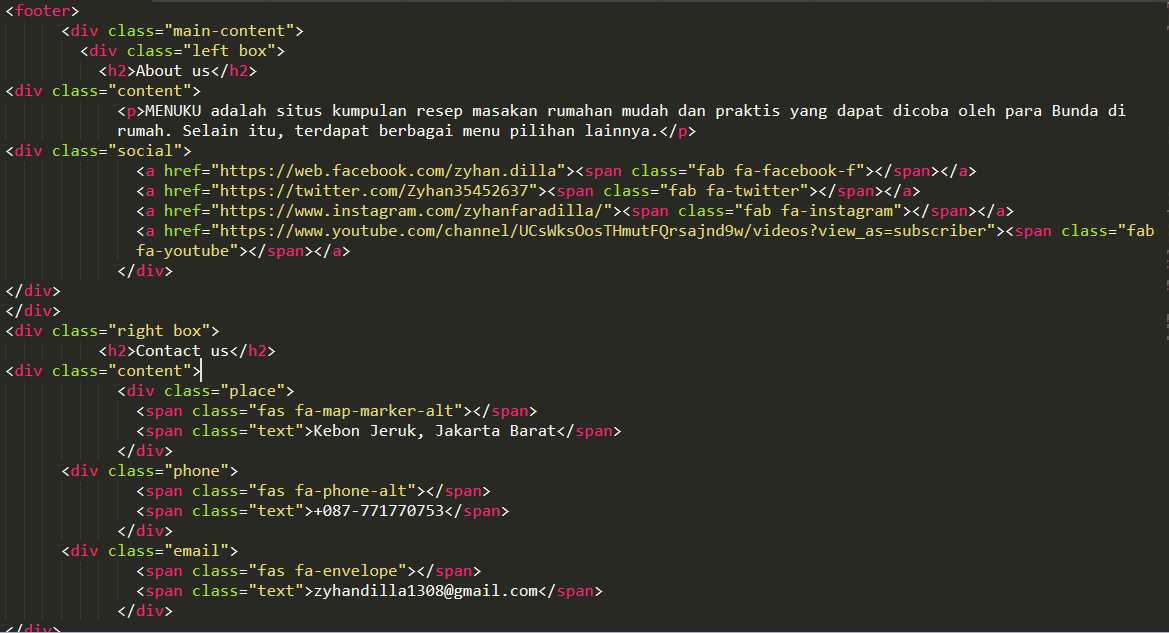 <footer>
<div class="main-content">
<div class="left box">
<h2>About us</h2>
<div class="content">
<p>MENUKU adalah situs kumpulan resep masakan rumahan mudah dan praktis yang dapat dicoba oleh para Bunda di
rumah. Selain itu, terdapat berbagai menu pilihan lainnya.</p>
<div class="social">
<a href="https://web.facebook.com/zyhan.dilla"><span class="fab fa-facebook-f"></span></a>
<a href="https://twitter.com/Zyhan35452637"><span class="fab fa-twitter"></span></a>
<a href="https://www.instagram.com/zyhanfaradilla/"><span class="fab fa-instagram"></span></a>
<a href="https://www.youtube.com/channel/UCsWksOosTHmutFQrsajnd9w/videos?view_as=subscriber"><span class="fab
fa-youtube"></span></a>
</div>
</div>
</div>
<div class="right box">
<h2>Contact us</h2>
<div class="content">
<div class="place">
<span class="fas fa-map-marker-alt"></span>
<span class="text">Kebon Jeruk, Jakarta Barat</span>
</div>
<div class="phone">
<span class="fas fa-phone-alt"></span>
<span class="text">+087-771770753</span>
</div>
<div class="email">
<span class="fas fa-envelope"></span>
<span class="text">zyhandilla1308@gmail.com</span>
</div>
</div>